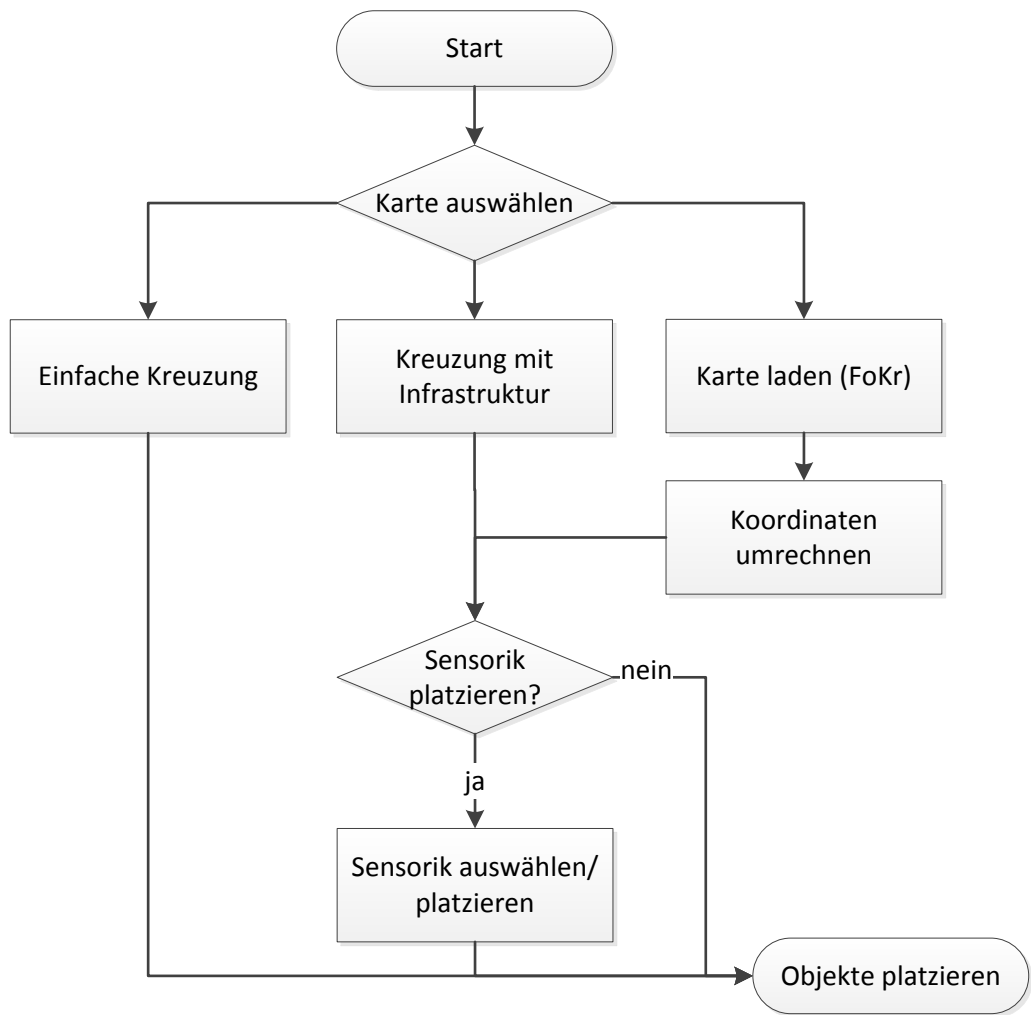 Start
Karte auswählen
Einfache Kreuzung
Kreuzung mit
Infrastruktur
Karte laden (FoKr)
Koordinaten
umrechnen
Sensorik
platzieren?
nein
ja
Sensorik auswählen/
platzieren
Objekte platzieren